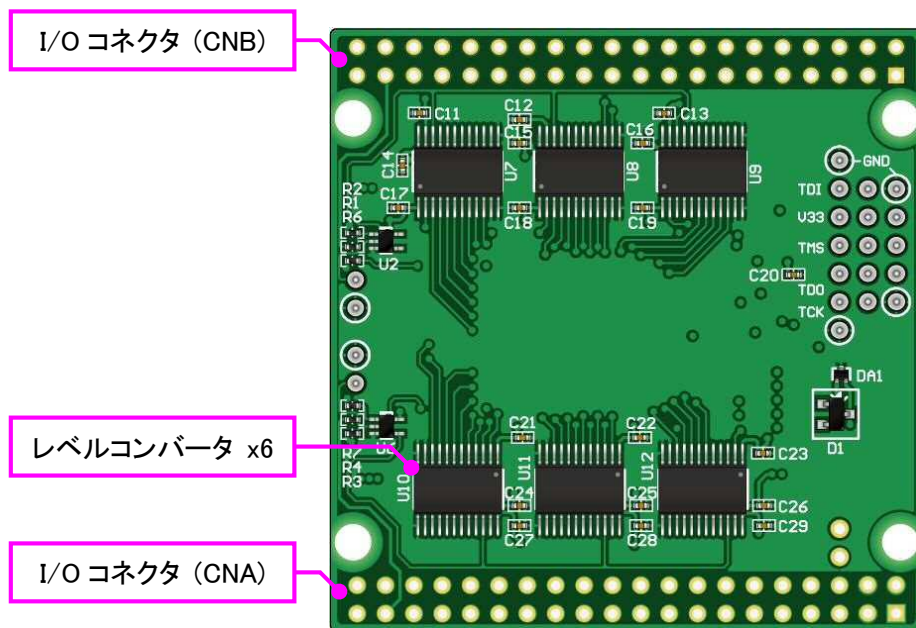 I/O コネクタ (CNB)
C11
C12
C13
C15
C16
C14
U7
U8
U9
GND
R2
R1
R6
C17
C18
C19
TDI
V33
TMS
TDO
TCK
U2
C20
DA1
D1
レベルコンバータ x6
R7
R4
R3
U10
U11
U12
C21
C22
C23
C24
C25
C26
C27
C28
C29
I/O コネクタ (CNA)